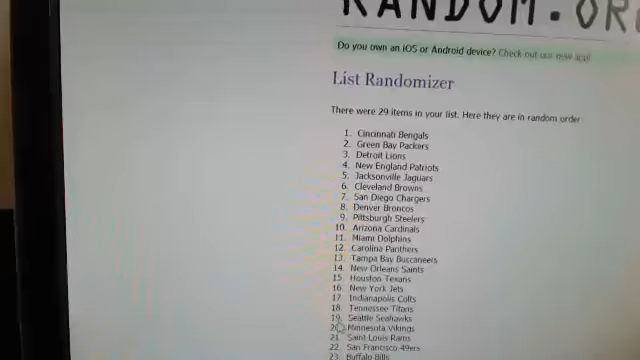 RANDOM.OR
Do you own an iOS or Android device? Check out our new app!
List Randomizer
There were 29 items in your list. Here they are in random order
1. Cincinnati Bengals
2. Green Bay Packers
3. Detroit Lions
4. New England Patriots
5. Jacksonville Jaguars
6. Cleveland Browns
7. San Diego Chargers
8. Denver Broncos
9. Pittsburgh Steelers
10. Arizona Cardinals
11. Miami Dolphins
12. Carolina Panthers
13. Tampa Bay Buccaneers
14. New Orleans Saints
15. Houston Texans
16. New York Jets
17. Indianapolis Colts
18. Tennessee Titans
19. Seattle Seahawks
20. Minnesota Vikings
21. Saint Louis Rams
22. San Francisco 49ers
23. Buffalo Bills